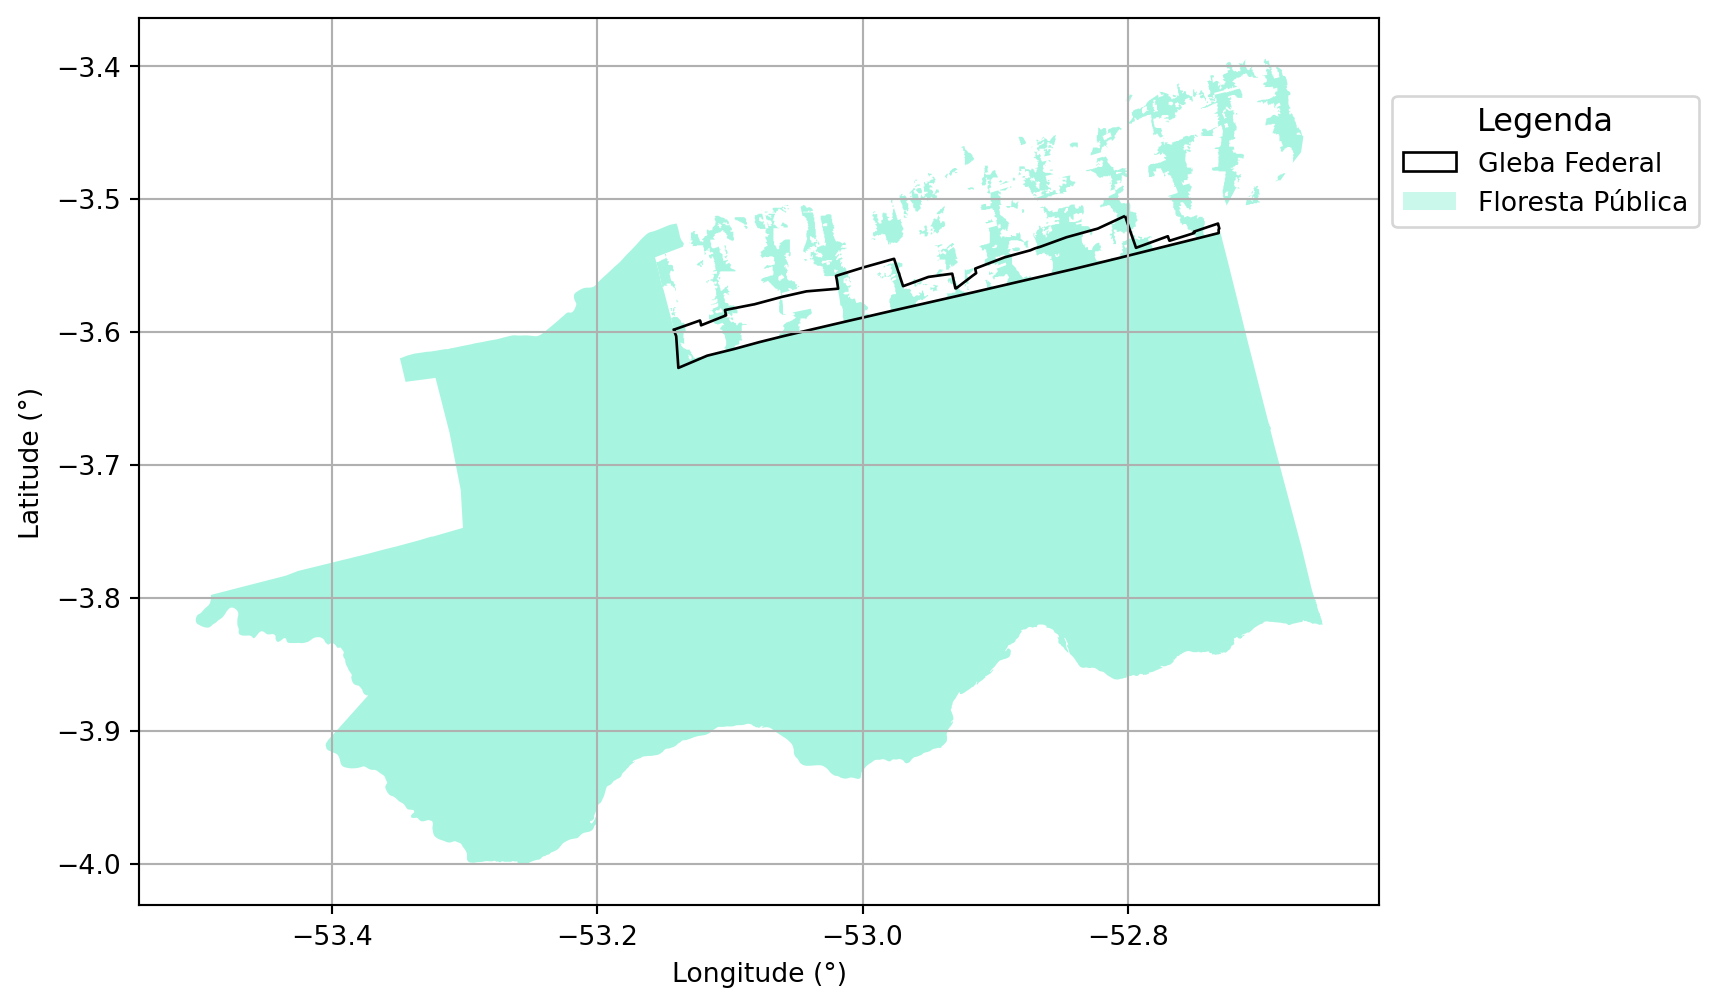 −3.4
−3.5
−3.6
−3.7
−3.8
−3.9
−4.0
Latitude (°)
−53.4
−53.2
−53.0
−52.8
Longitude (°)
Legenda
Gleba Federal
Floresta Pública